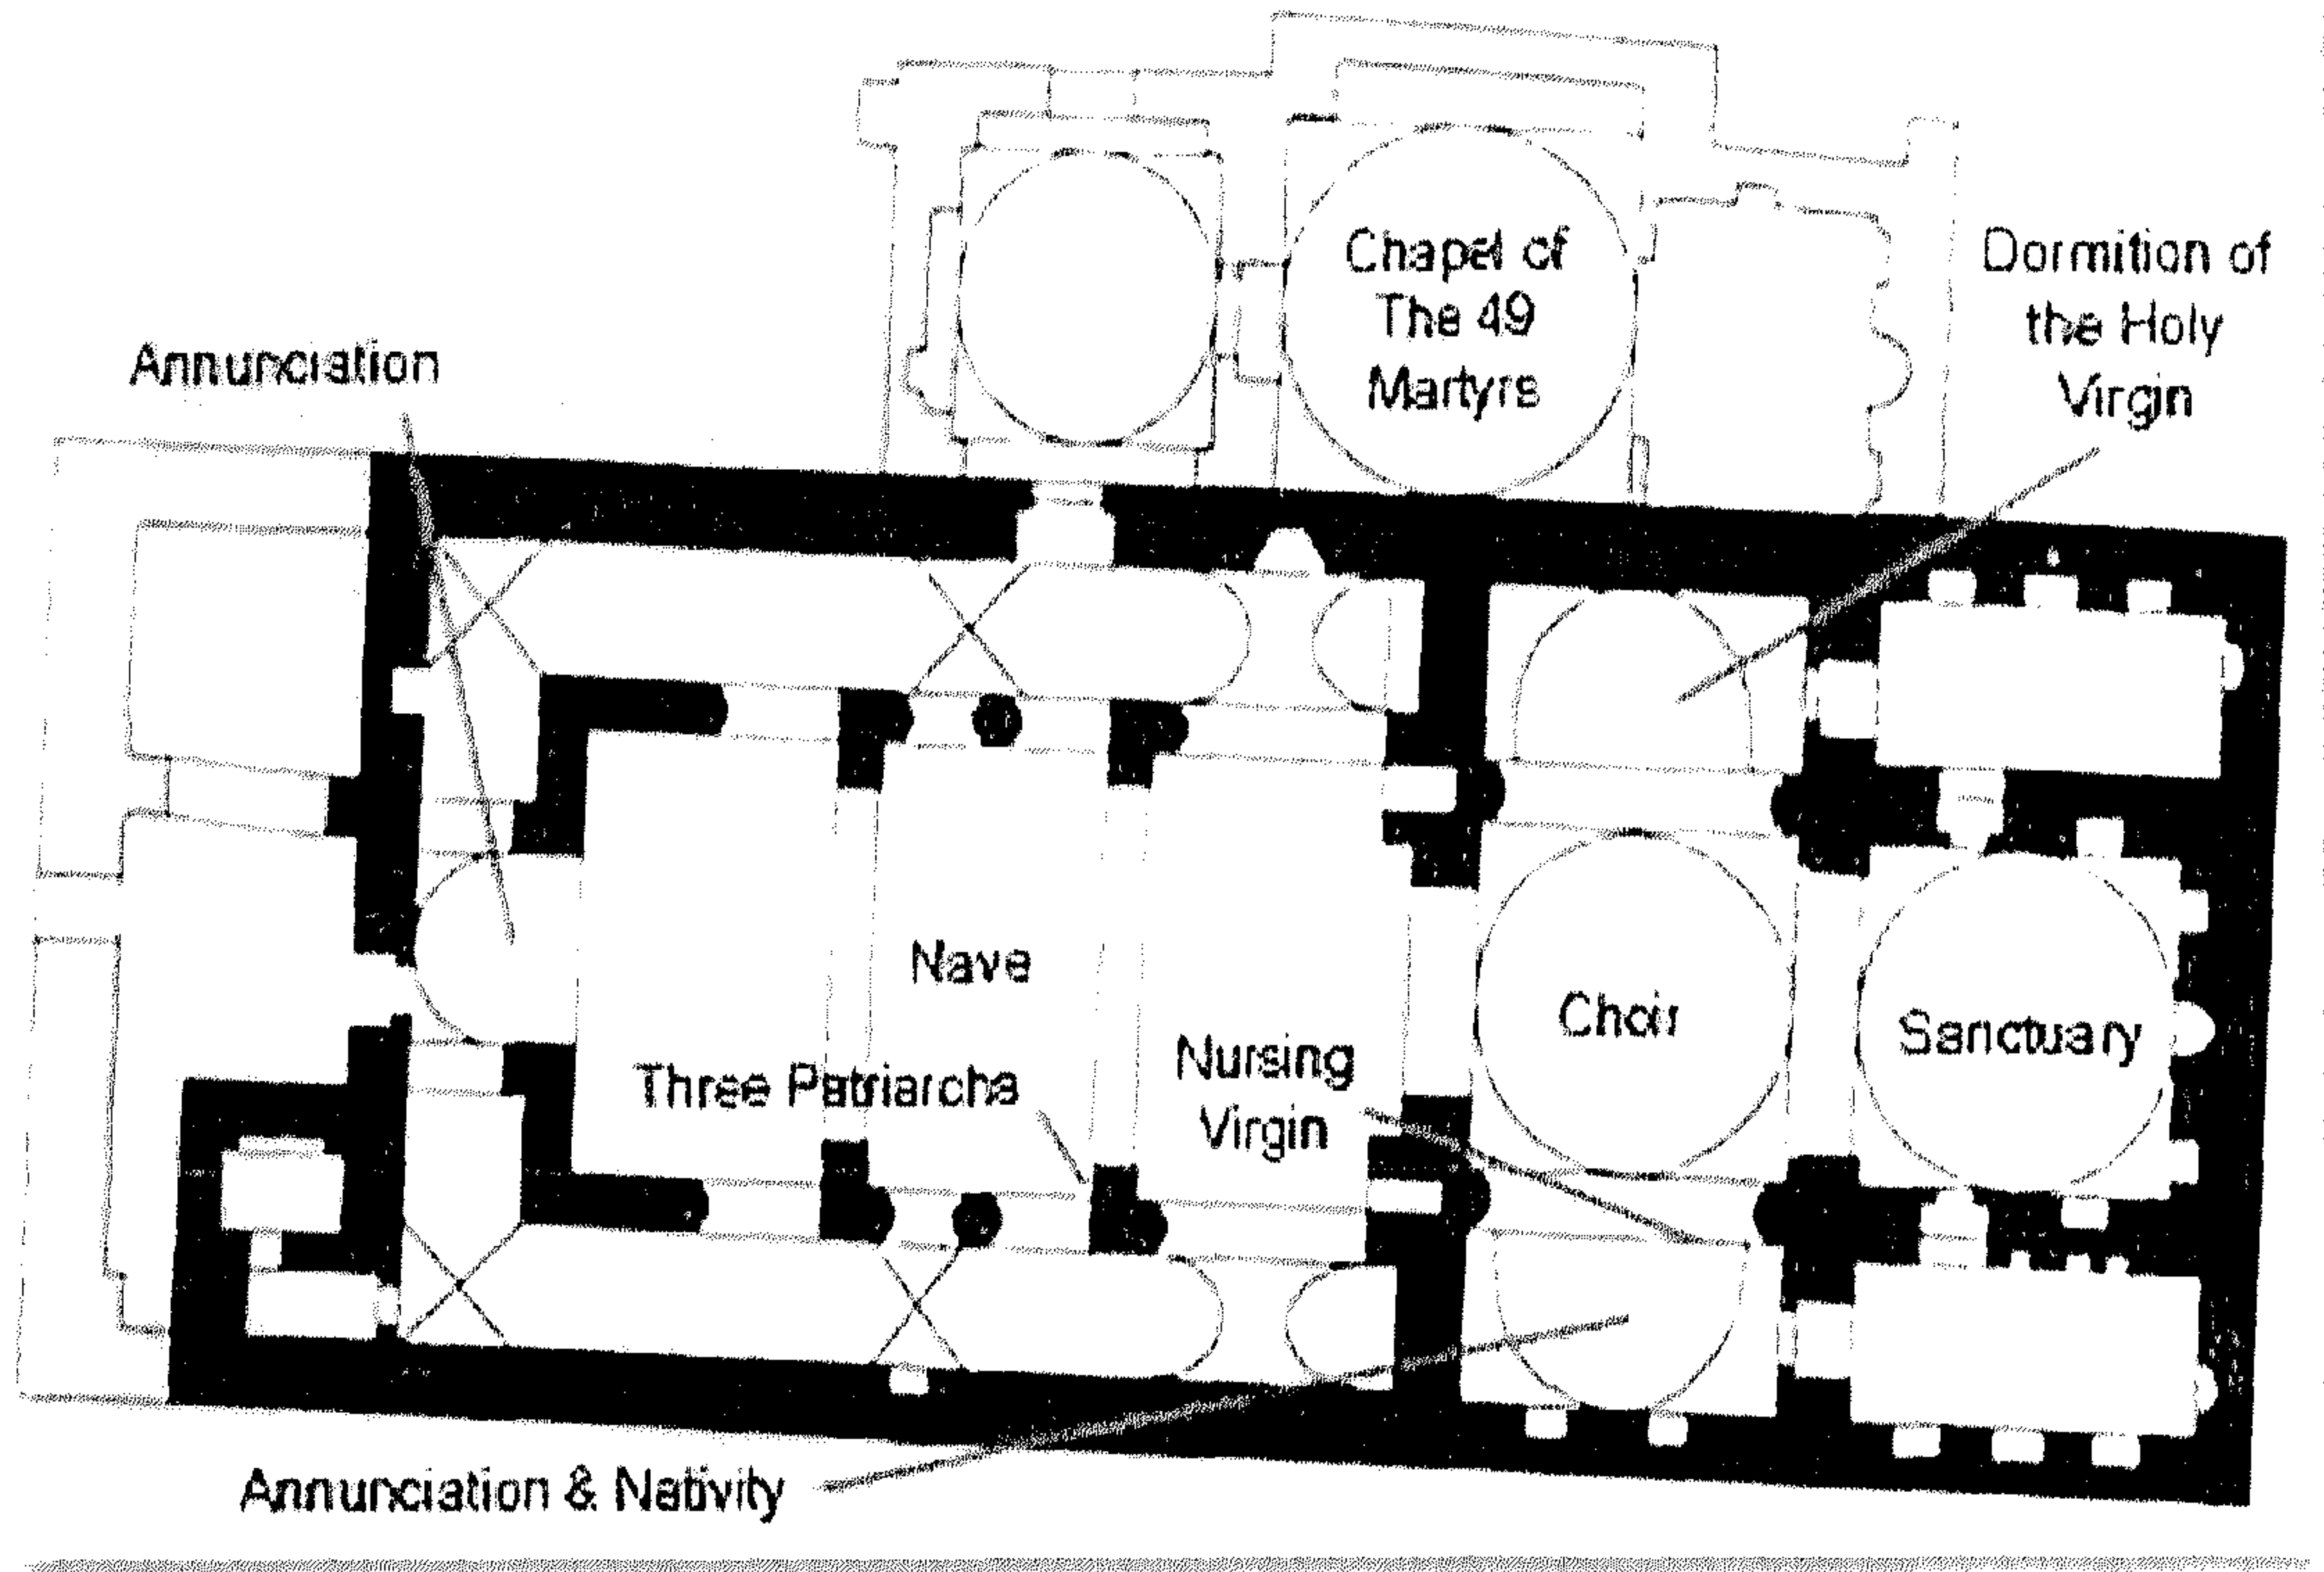 Chapel of
The 49
Martyrs
Dormition of
the Holy
Virgin
Annunciation
Nave
Choir
Sanctuary
Three Patriarcha
Nursing
Virgin
Annunciation & Nativity